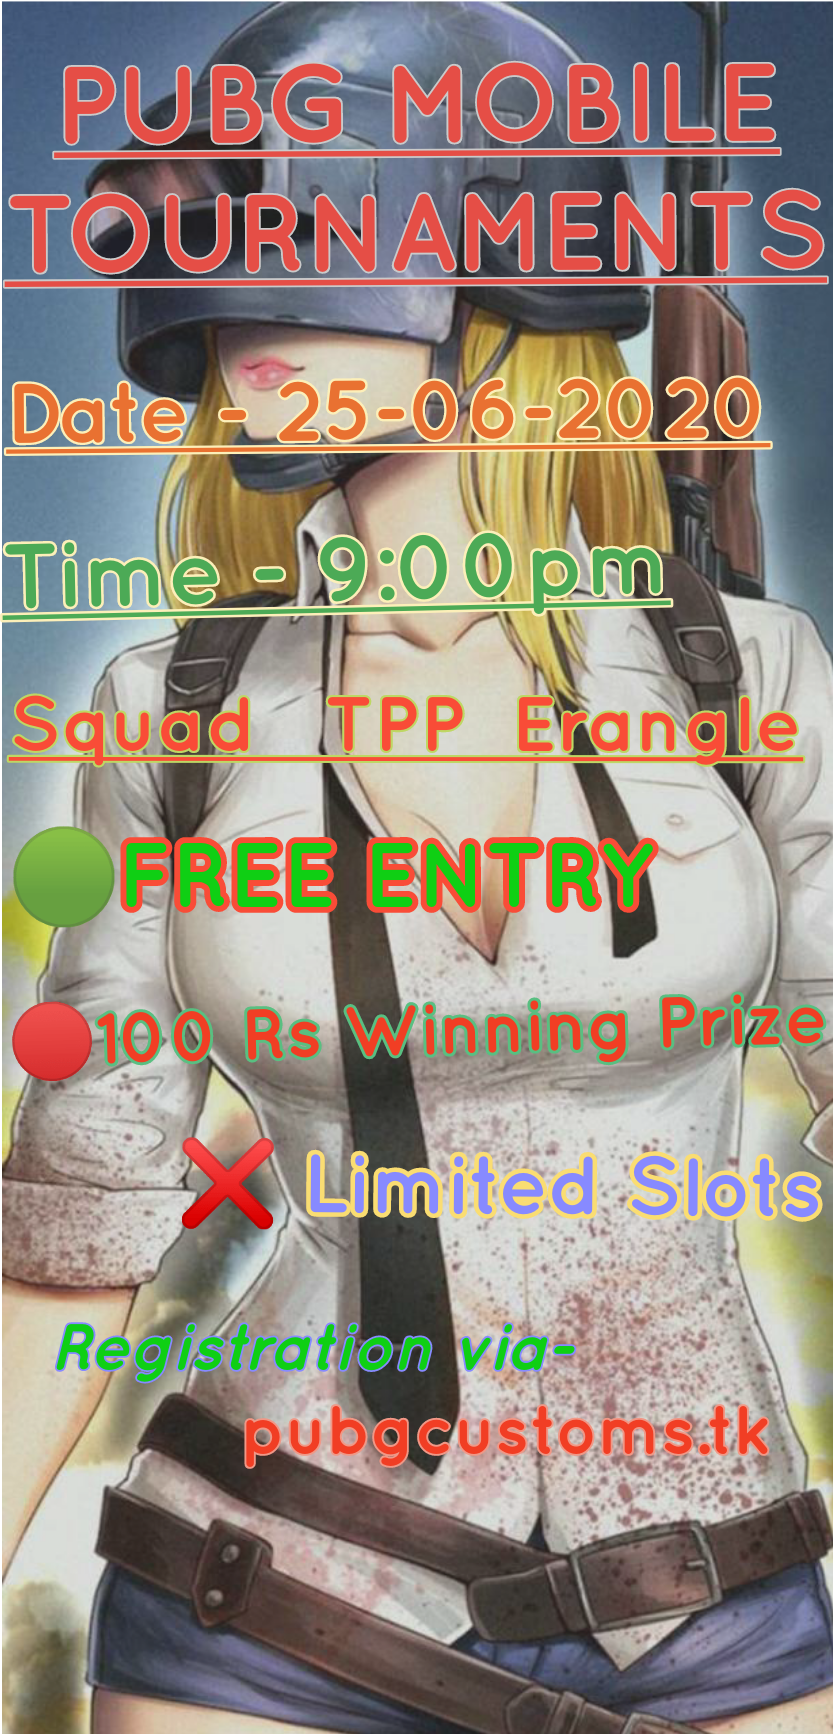 PUBG MOBILE
TOURNAMENTS
Date - 25-06-2020
Time - 9:00pm
Squad TPP Erangle
FREE ENTRY
100 Rs Winning Prize
Limited Slots
Registration via-
pubgcustoms.tk